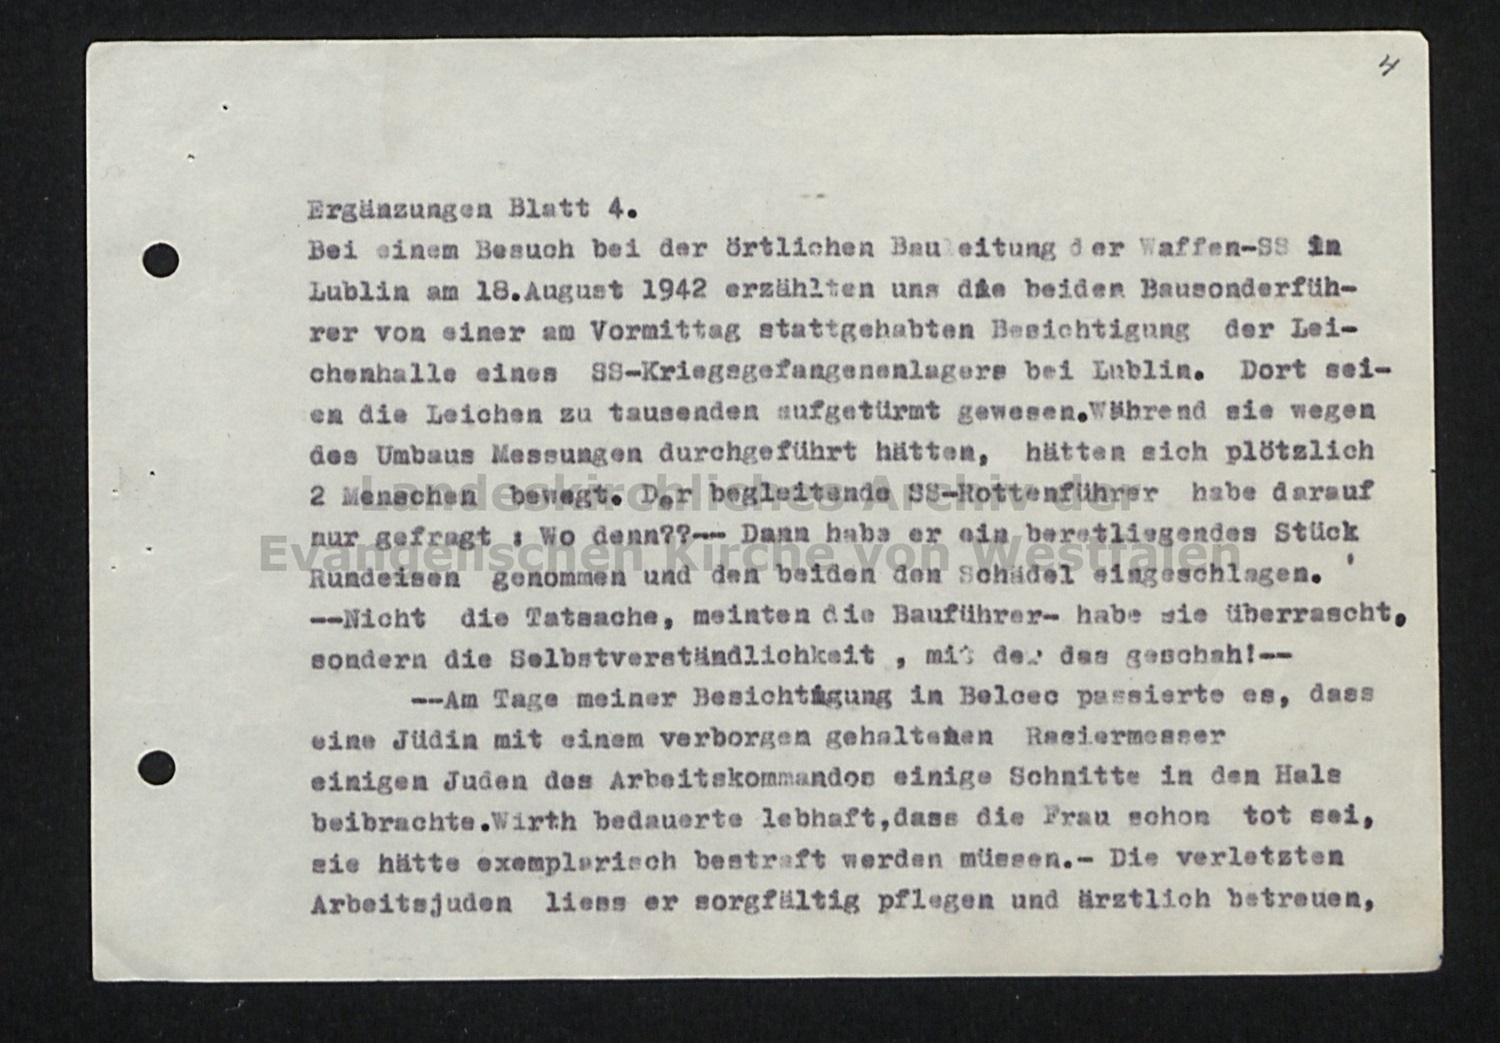 4
Ergänzungen Blatt 4.
Bei einem Besuch bei der örtlichen Bauleitung der Waffen-SS in
Lublin am 18.August 1942 erzählten uns die beiden Bausonderfüh-
rer von einer am Vormittag stattgehabten Besichtigung der Lei-
chenhalle eines SS-Kriegsgefangenenlagers bei Lublin. Dort sei-
en die Leichen zu tausenden aufgetürmt gewesen.Während sie wegen
des Umbaus Messungen durchgeführt hätten, hätten sich plötzlich
2 Menschen bewegt. Der begleitende SS-Rottenführer habe darauf
nur gefragt : Wo denn??-- Dann habe er ein beretliegendes Stück
Rundeisen genommen und den beiden den Schädel eingeschlagen.
--Nicht die Tatsache, meinten die Bauführer- habe sie überrascht,
sondern die Selbstverständlichkeit , mit der das geschah!--
--Am Tage meiner Besichtigung in Belcec passierte es, dass
eine Jüdin mit einem verborgen gehaltenen Rasiermesser
einigen Juden des Arbeitskommandos einige Schnitte in den Hals
beibrachte.Wirth bedauerte lebhaft,dass die Frau schon tot sei,
sie hätte exemplarisch bestraft werden müssen.- Die verletzten
Arbeitsjuden liess er sorgfältig pflegen und ärztlich betreuen,
Landeskirchliches Archiv der
Evangelischen Kirche von Westfalen